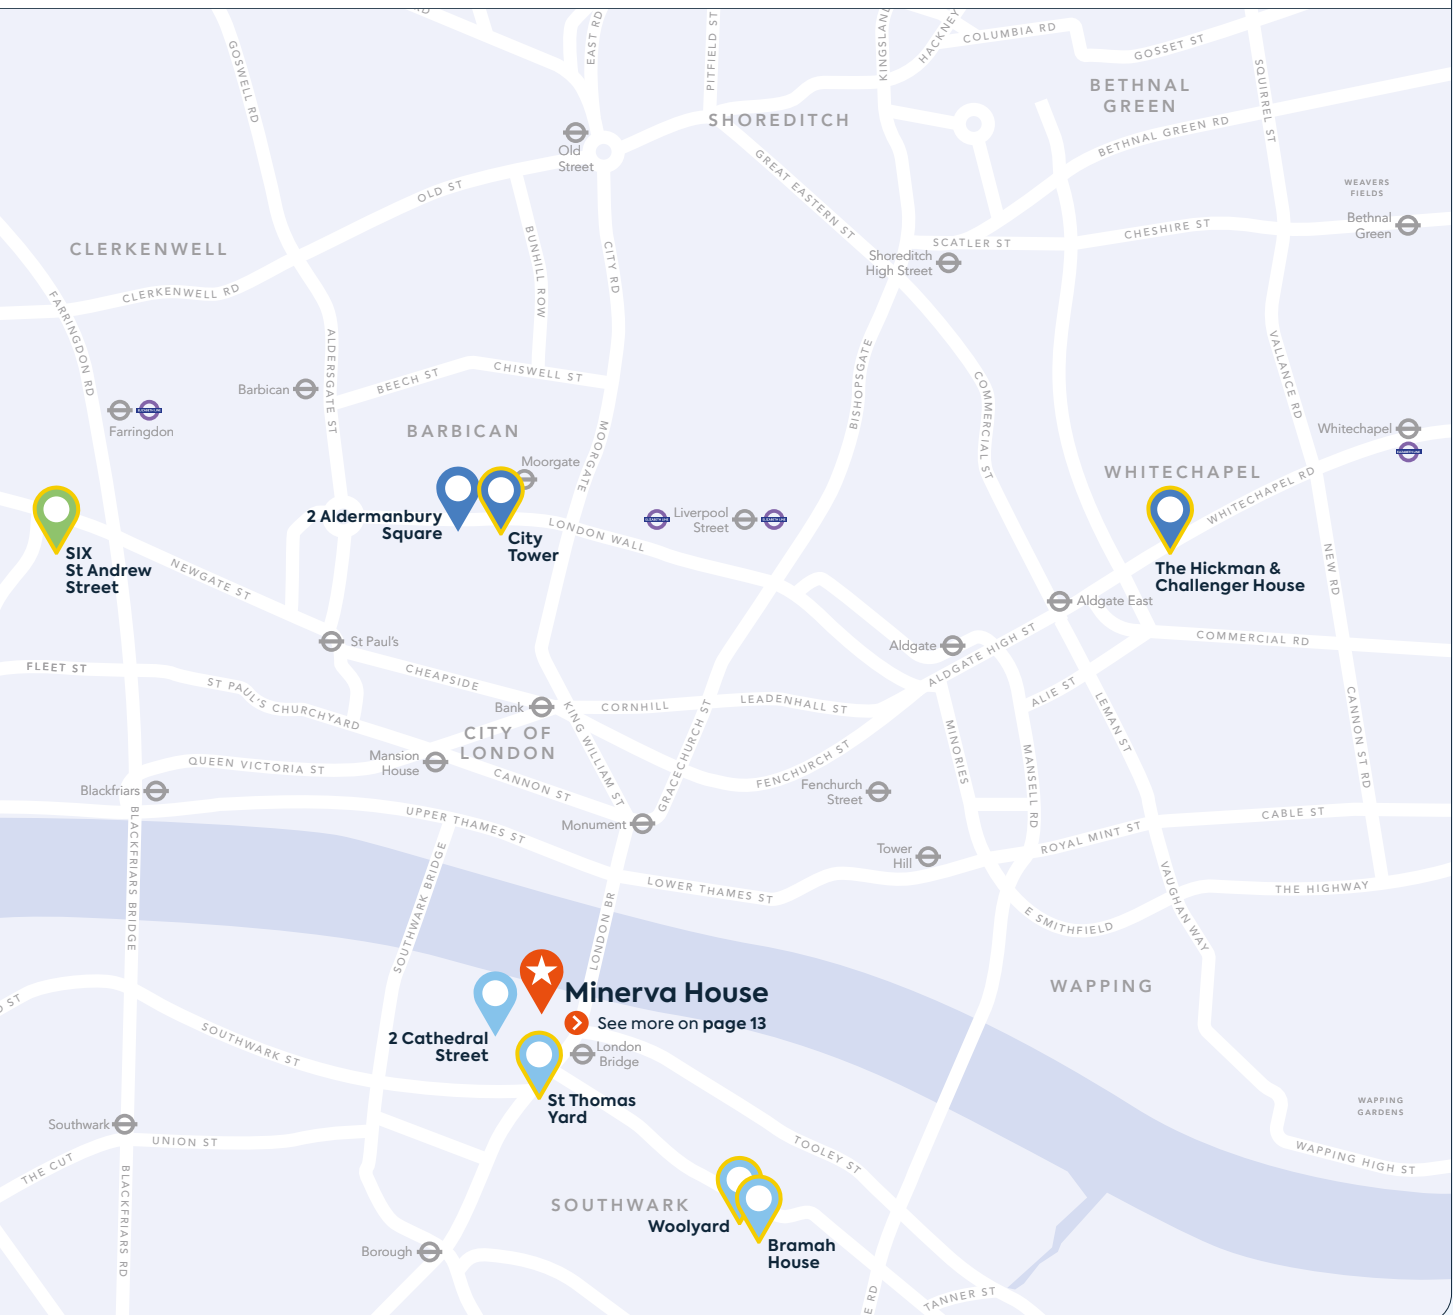 GOSWELL RD
EAST RD
PITFIELD ST
KINGSLAND
HACKNEY
COLUMBIA RD
GOSSET ST
SQUIRREL ST
BETHNAL
GREEN
SHOREDITCH
BETHNAL GREEN RD
Old
Street
OLD ST
GREAT EASTERN ST
WEAVERS
FIELDS
Bethnal
Green
CHESHIRE ST
SCATLER ST
Shoreditch
High Street
CLERKENWELL
CLERKENWELL RD
BUNHILL ROW
CITY RD
FARRINGDON RD
ALDERSGATE ST
Barbican
BEECH ST
CHISWELL ST
BISHOPSGATE
COMMERCIAL ST
VALLANCE RD
Farringdon
BARBICAN
Moorgate
MOORGATE
Whitechapel
WHITECHAPEL
WHITECHAPEL RD
2 Aldermanbury
Square
City
Tower
LONDON WALL
Liverpool
Street
SIX
St Andrew
Street
NEWGATE ST
The Hickman &
Challenger House
NEW RD
Aldgate East
St Paul's
Aldgate
ALDGATE HIGH ST
COMMERCIAL RD
FLEET ST
ST PAUL'S CHURCHYARD
CHEAPSIDE
Bank
CORNHILL
LEADENHALL ST
ALIE ST
LEMAN ST
CANNON ST RD
CITY OF
LONDON
KING WILLIAM ST
GRACECHURCH ST
MINORIES
MANSELL RD
Mansion
House
QUEEN VICTORIA ST
CANNON ST
FENCHURCH ST
Fenchurch
Street
Blackfriars
UPPER THAMES ST
Monument
CABLE ST
ROYAL MINT ST
Tower
Hill
BLACKFRIARS BRIDGE
SOUTHWARK BRIDGE
LONDON BR
LOWER THAMES ST
THE HIGHWAY
E SMITHFIELD
VAUGHAN WAY
WAPPING
Minerva House
See more on page 13
2 Cathedral
Street
London
Bridge
SOUTHWARK ST
St Thomas
Yard
WAPPING
GARDENS
Southwark
UNION ST
THE CUT
TOOLEY ST
WAPPING HIGH ST
BLACKFRIARS RD
SOUTHWARK
Woolyard
Bramah
House
Borough
TANNER ST